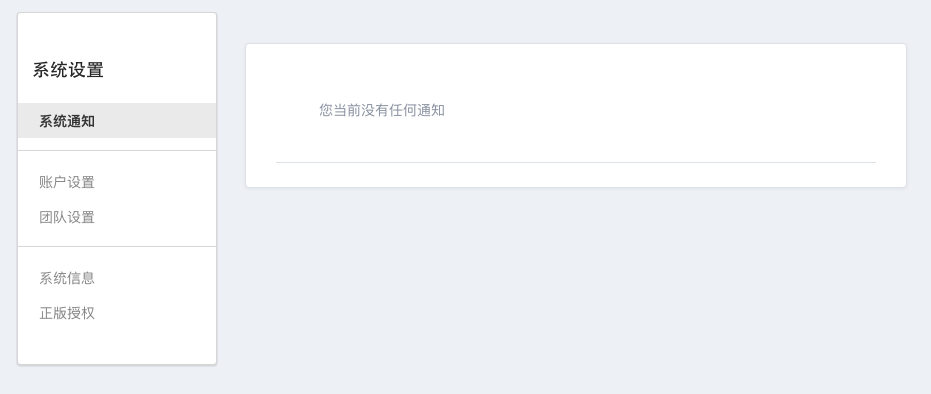 系统设置
系统通知
账户设置
团队设置
系统信息
正版授权
您当前没有任何通知